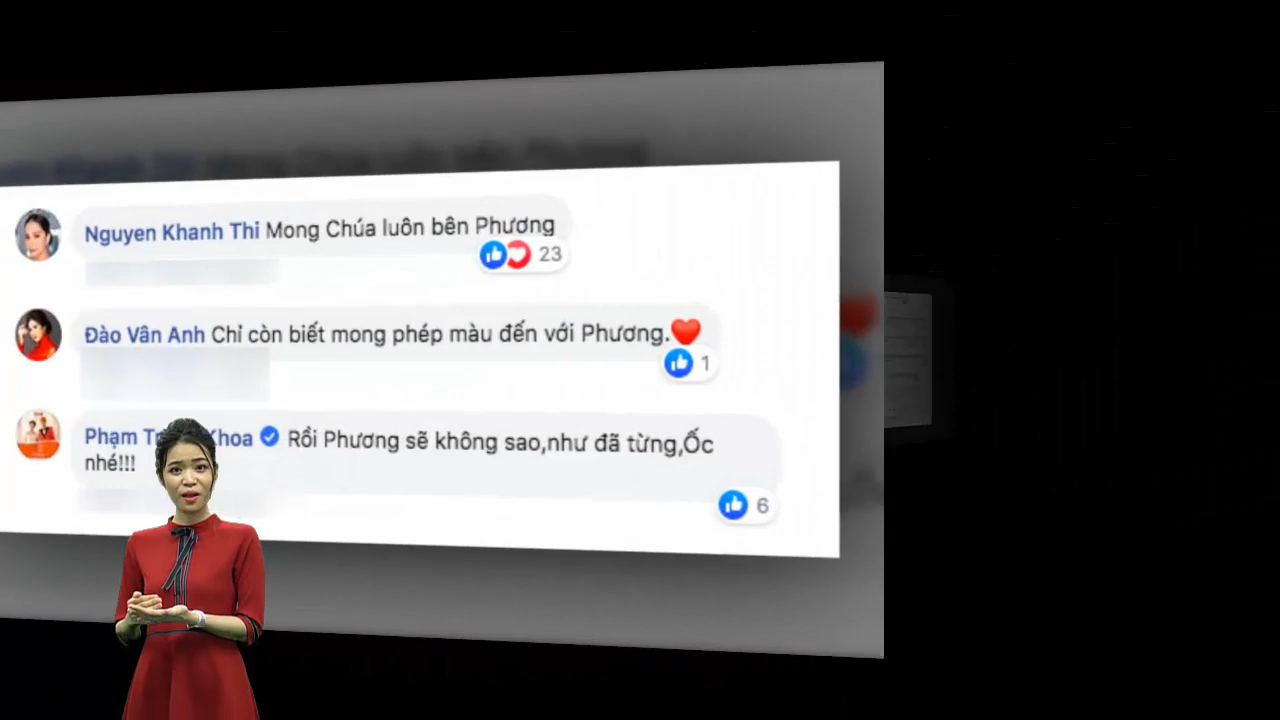 Nguyen Khanh Thi Mong Chúa luôn bên Phương
23
Đào Vân Anh Chỉ còn biết mong phép màu đến với Phương.❤️
1
Phạm Khoa Rồi Phương sẽ không sao,như đã từng,Ốc
nhé!!!
6